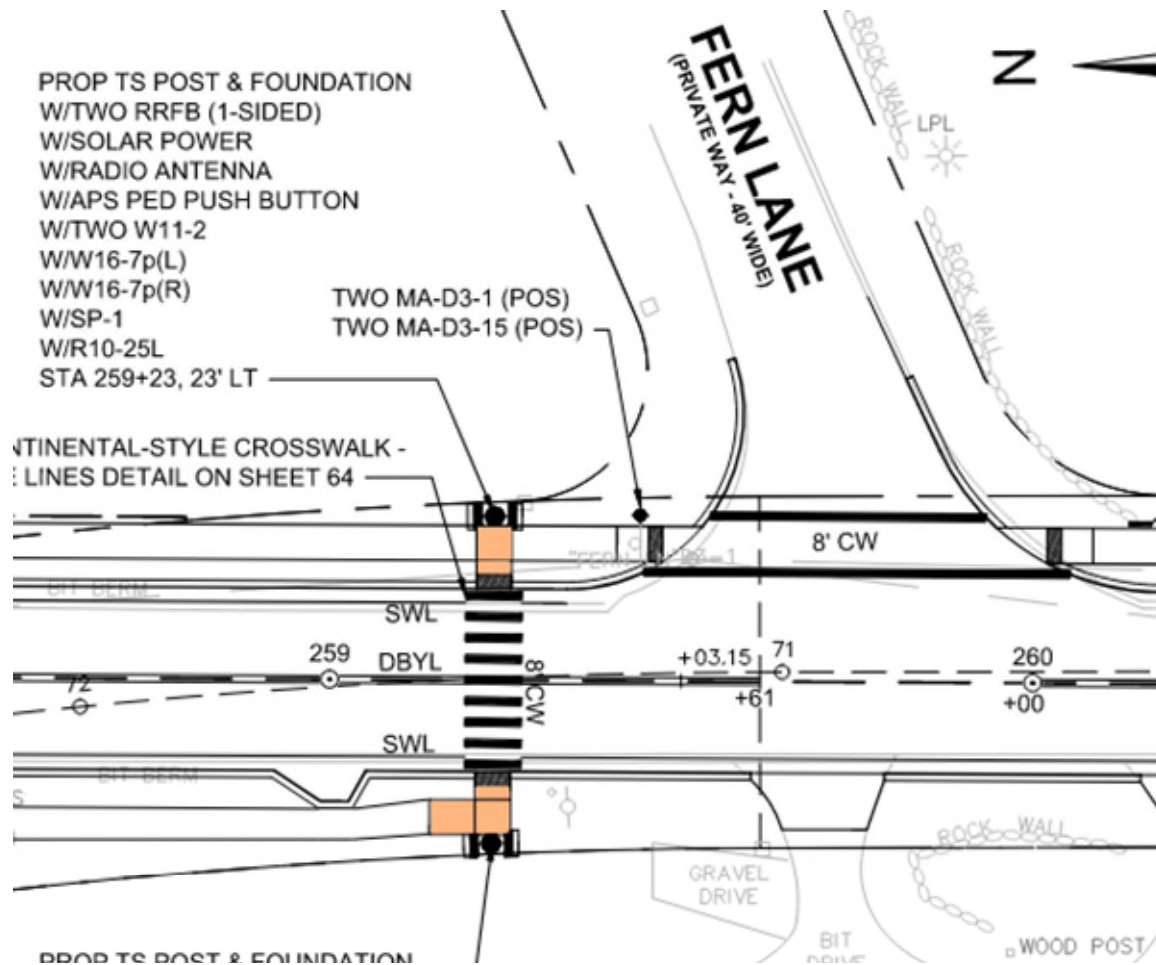 PROP TS POST & FOUNDATION
W/TWO RRFB (1-SIDED)
W/SOLAR POWER
W/RADIO ANTENNA
W/APS PED PUSH BUTTON
W/TWO W11-2
W/W16-7p(L)
W/W16-7p(R)
W/SP-1
W/R10-25L
STA 259+23, 23' LT
TWO MA-D3-1 (POS)
TWO MA-D3-15 (POS)
FERN LANE
(PRIVATE WAY - 40' WIDE)
N
ROCK WALL
LPL
ROCK WALL
NTINENTAL-STYLE CROSSWALK -
LINES DETAIL ON SHEET 64
8' CW
"FERN
D3-1
BIT BERM
SWL
259
DBYL
8' CW
+03.15
71
260
72
+61
+00
SWL
BIT BERM
S
ROCK WALL
GRAVEL
DRIVE
BIT
DRIVE
WOOD POST
PROP TS POST & FOUNDATION